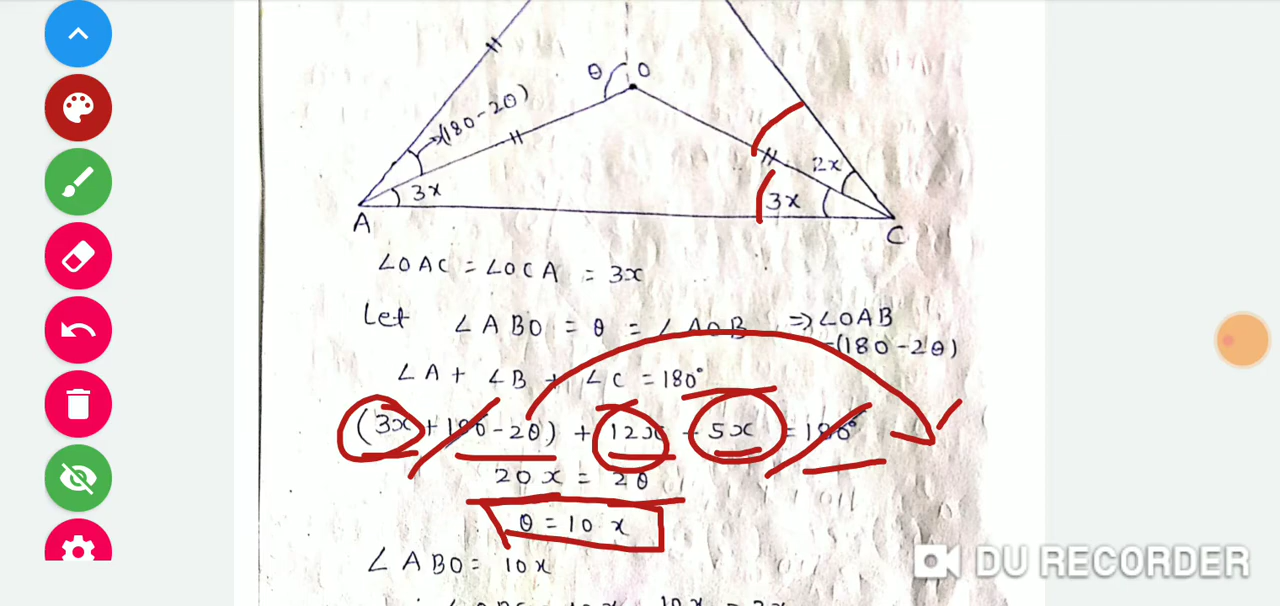 θ O
(180-2θ)
2x
3x
3x
A
C
∠OAC = ∠OCA = 3x
Let ∠ABO = θ = ∠AOB ⇒ ∠OAB
=(180-2θ)
∠A + ∠B + ∠C = 180°
(3x + 180 - 2θ) + 12x + 5x = 180°
20x = 2θ
θ = 10x
∠ABO = 10x
DU RECORDER